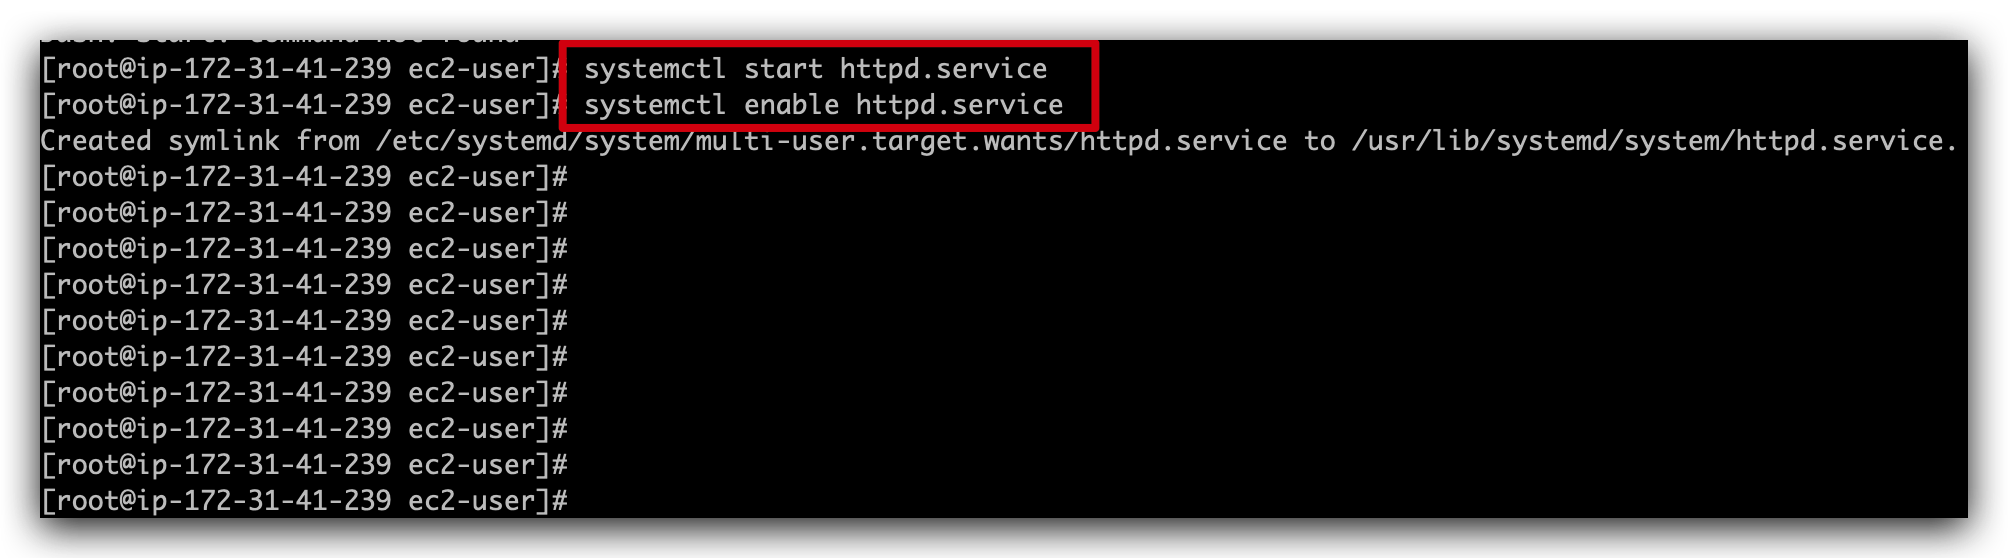 [root@ip-172-31-41-239 ec2-user]# systemctl start httpd.service
[root@ip-172-31-41-239 ec2-user]# systemctl enable httpd.service
Created symlink from /etc/systemd/system/multi-user.target.wants/httpd.service to /usr/lib/systemd/system/httpd.service.
[root@ip-172-31-41-239 ec2-user]#
[root@ip-172-31-41-239 ec2-user]#
[root@ip-172-31-41-239 ec2-user]#
[root@ip-172-31-41-239 ec2-user]#
[root@ip-172-31-41-239 ec2-user]#
[root@ip-172-31-41-239 ec2-user]#
[root@ip-172-31-41-239 ec2-user]#
[root@ip-172-31-41-239 ec2-user]#
[root@ip-172-31-41-239 ec2-user]#
[root@ip-172-31-41-239 ec2-user]#